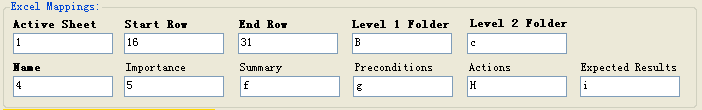 Excel Mappings:
Active Sheet Start Row End Row Level 1 Folder Level 2 Folder
1 16 31 B c
Name Importance Summary Preconditions Actions Expected Results
4 5 f g H i